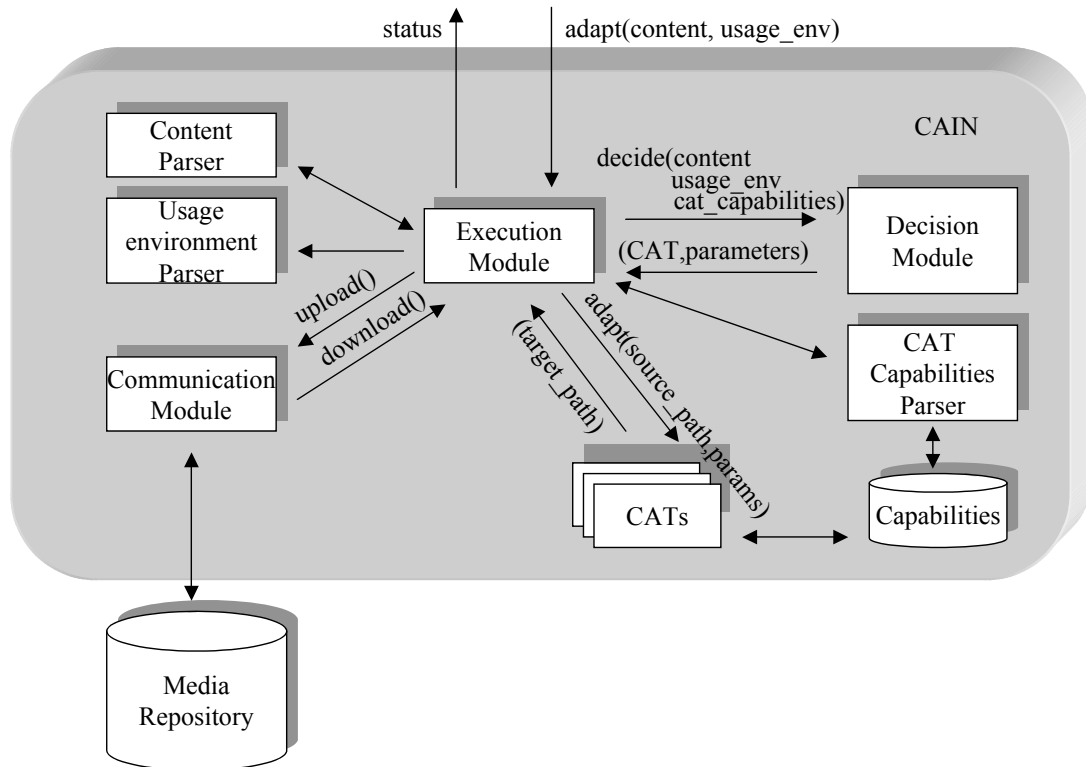 status
adapt(content, usage_env)
CAIN
Content
Parser
decide(content
usage_env
cat_capabilities)
Usage
environment
Parser
Execution
Module
Decision
Module
(CAT,parameters)
upload()
download()
adapt(source_path,params)
(target_path)
Communication
Module
CAT
Capabilities
Parser
CATs
Capabilities
Media
Repository